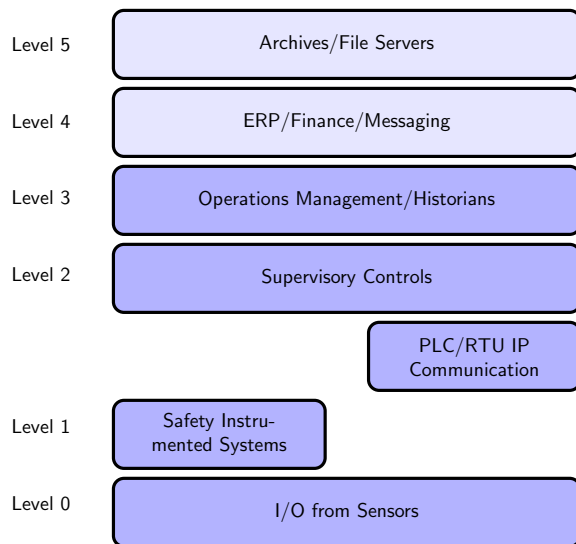 Level 5
Archives/File Servers
Level 4
ERP/Finance/Messaging
Level 3
Operations Management/Historians
Level 2
Supervisory Controls
PLC/RTU IP
Communication
Level 1
Safety Instru-
mented Systems
Level 0
I/O from Sensors